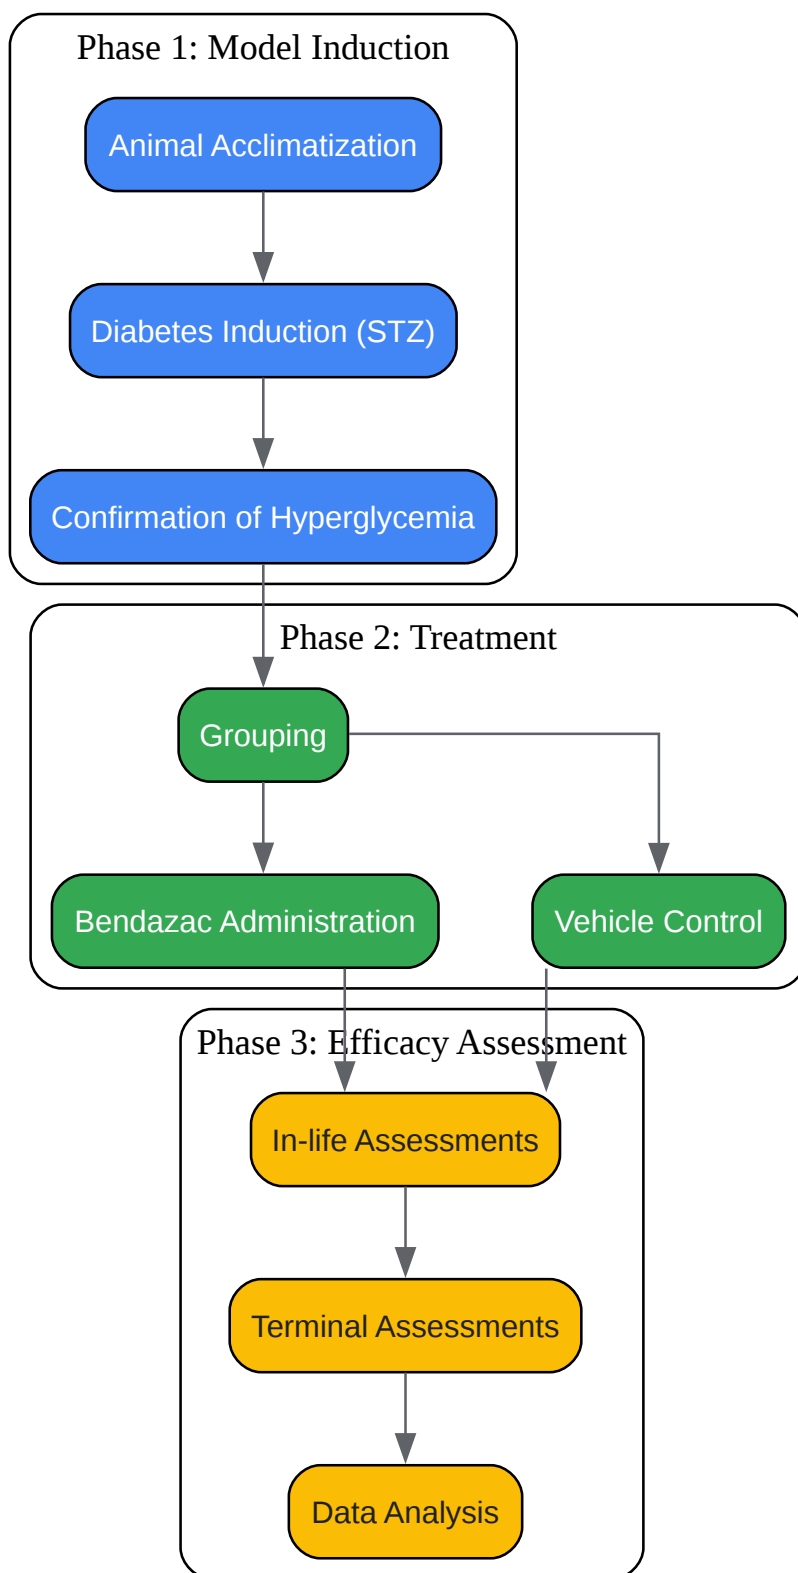 Phase 1: Model Induction
Animal Acclimatization
Diabetes Induction (STZ)
Confirmation of Hyperglycemia
Phase 2: Treatment
Grouping
Bendazac Administration
Vehicle Control
Phase 3: Efficacy Assessment
In-life Assessments
Terminal Assessments
Data Analysis